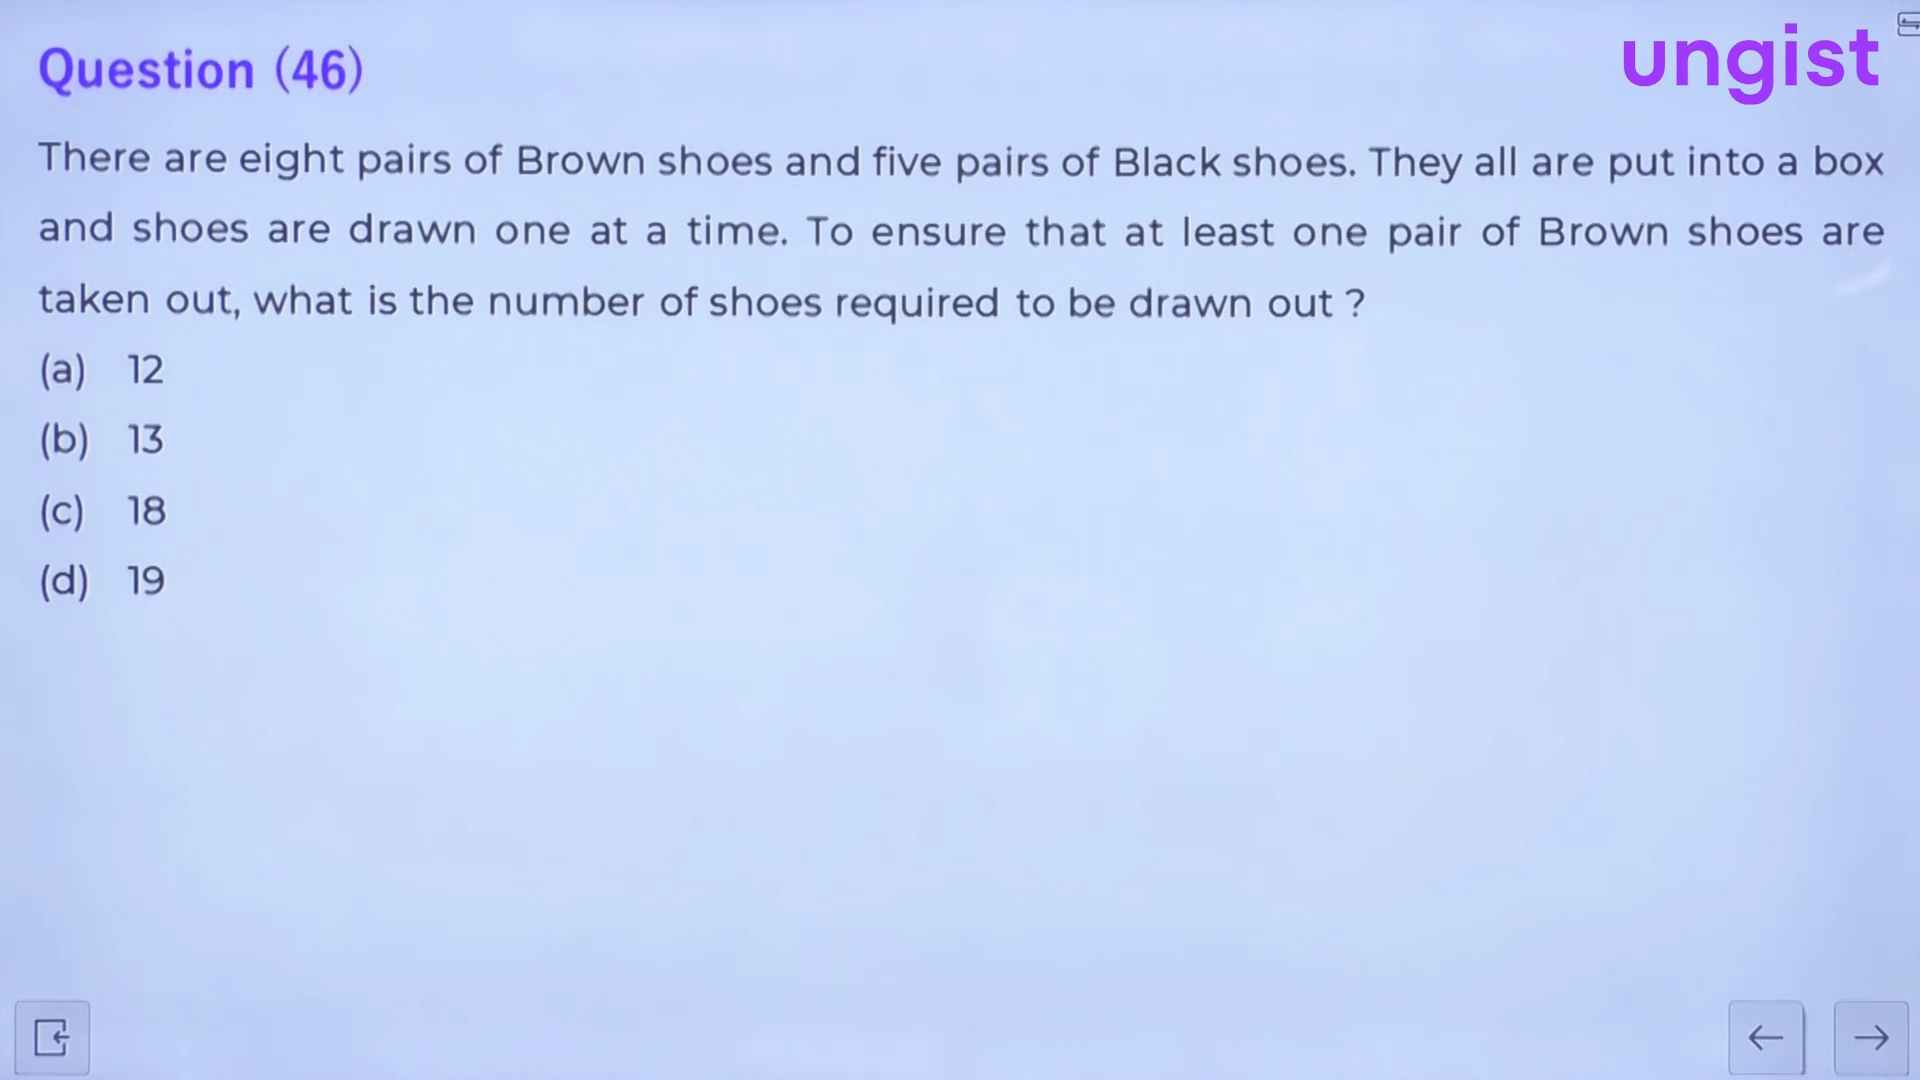 Question (46)
ungist
There are eight pairs of Brown shoes and five pairs of Black shoes. They all are put into a box
and shoes are drawn one at a time. To ensure that at least one pair of Brown shoes are
taken out, what is the number of shoes required to be drawn out ?
(a) 12
(b) 13
(c) 18
(d) 19